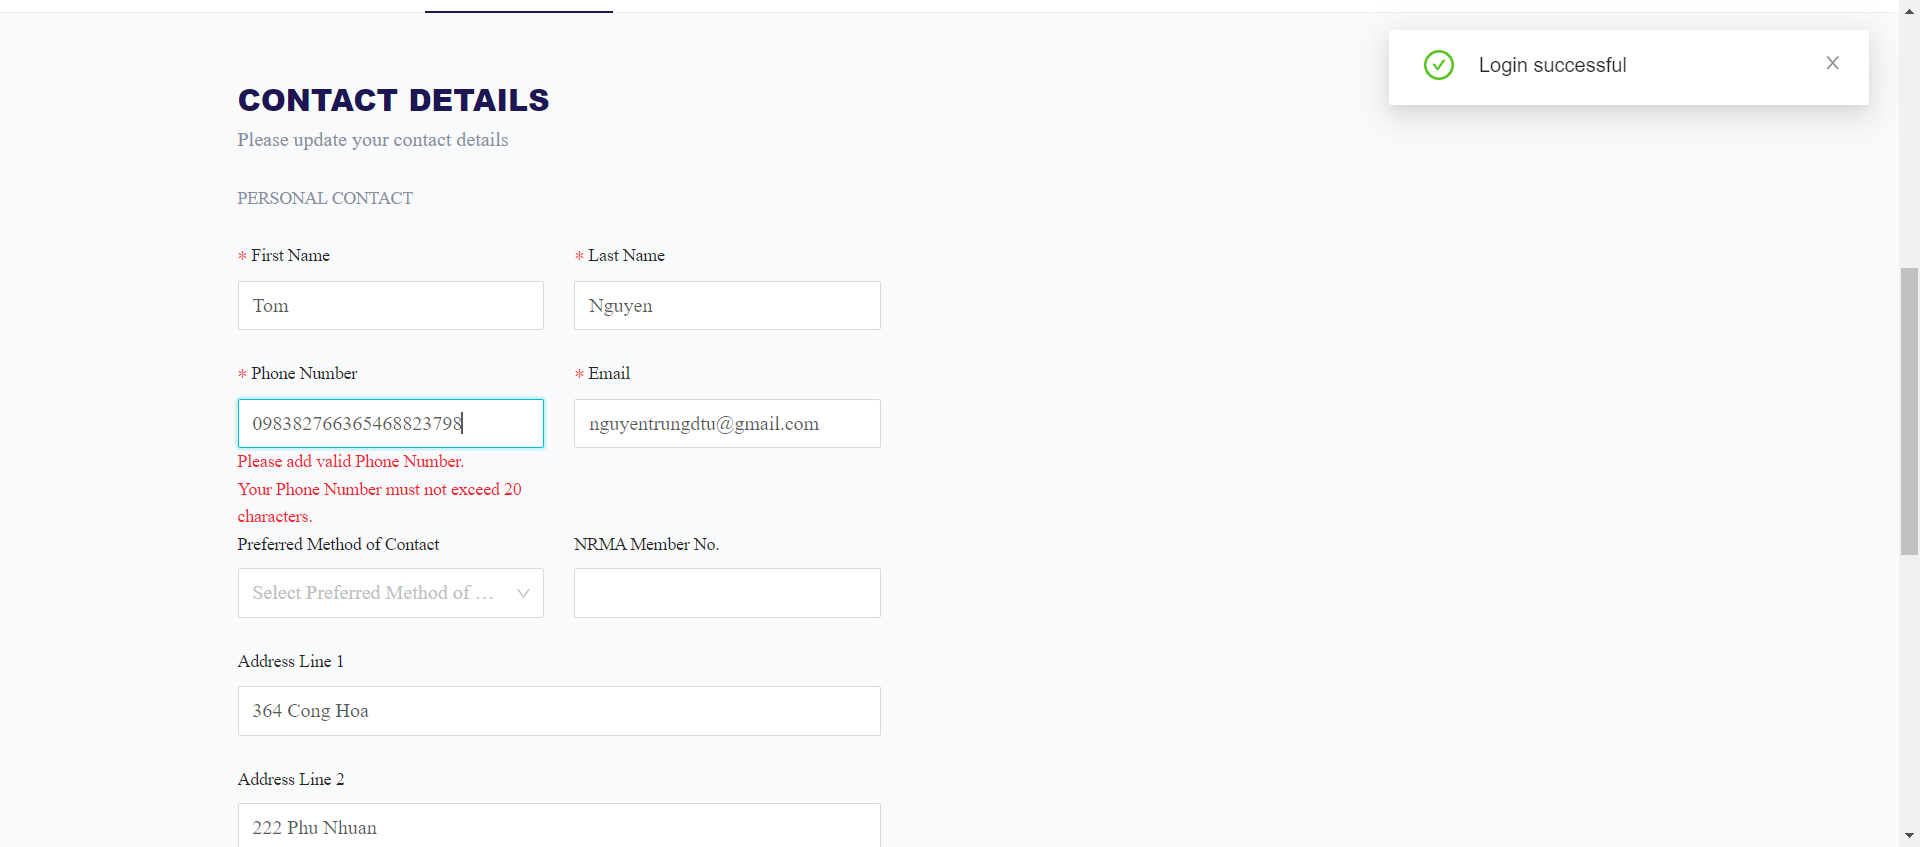 Login successful
CONTACT DETAILS
Please update your contact details
PERSONAL CONTACT
* First Name
* Last Name
Tom
Nguyen
* Phone Number
* Email
098382766365468823798
nguyentrungdtu@gmail.com
Please add valid Phone Number.
Your Phone Number must not exceed 20
characters.
Preferred Method of Contact
NRMA Member No.
Select Preferred Method of ...
Address Line 1
364 Cong Hoa
Address Line 2
222 Phu Nhuan